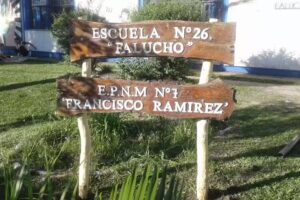 ESCUELA Nº26.
"FALUCHO"
E.P.N.M Nº7
'FRANCISCO RAMIREZ'